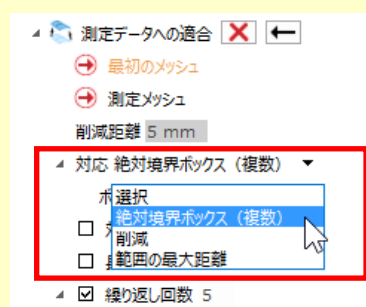 測定データへの適合
最初のメッシュ
測定メッシュ
削減距離 5 mm
対応 絶対境界ボックス（複数）
選択
絶対境界ボックス（複数）
削減
範囲の最大距離
繰り返し回数 5